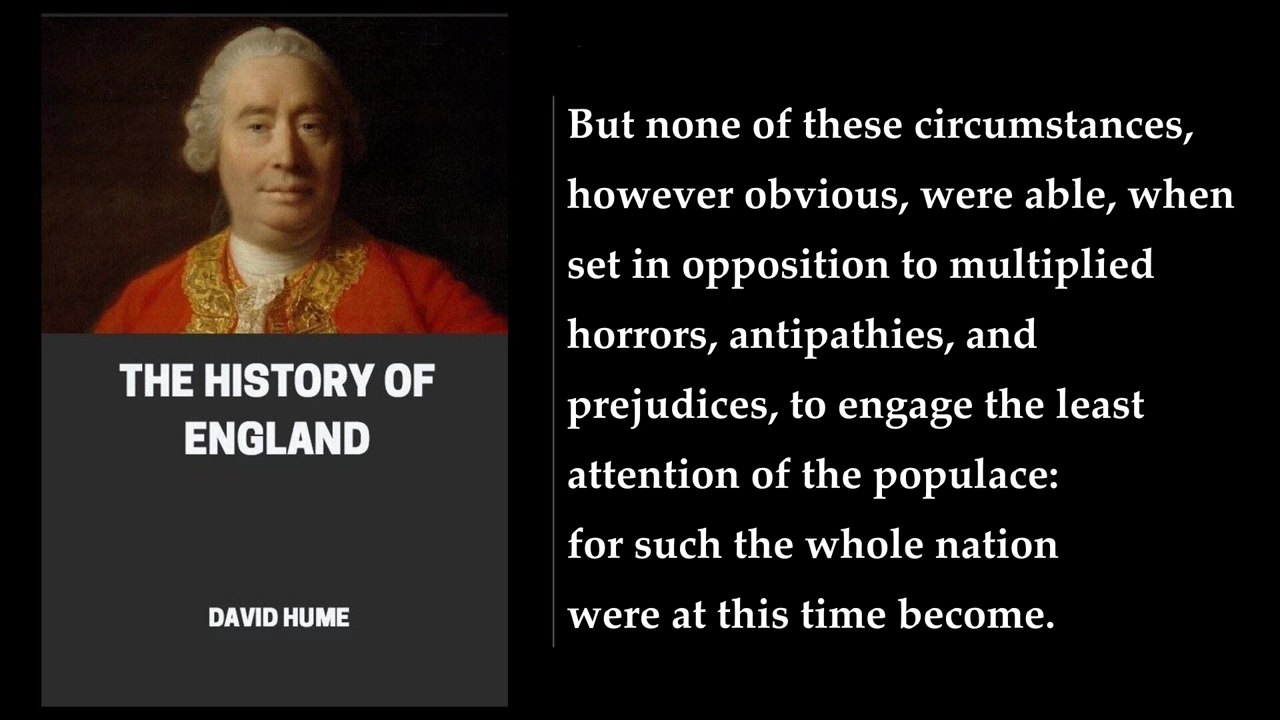 THE HISTORY OF
ENGLAND
DAVID HUME
But none of these circumstances,
however obvious, were able, when
set in opposition to multiplied
horrors, antipathies, and
prejudices, to engage the least
attention of the populace:
for such the whole nation
were at this time become.